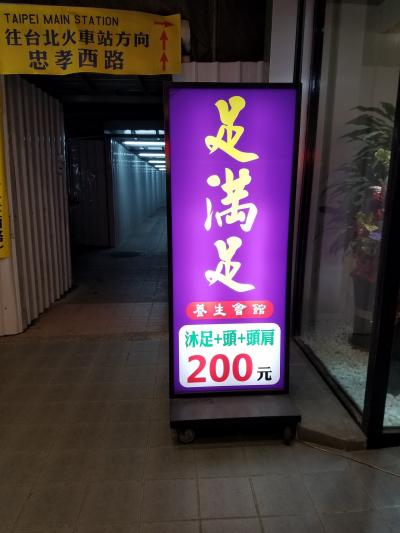 TAIPEI MAIN STATION
往台北火車站方向
忠孝西路
足滿足
養生會館
沐足+頭+頭肩
200元